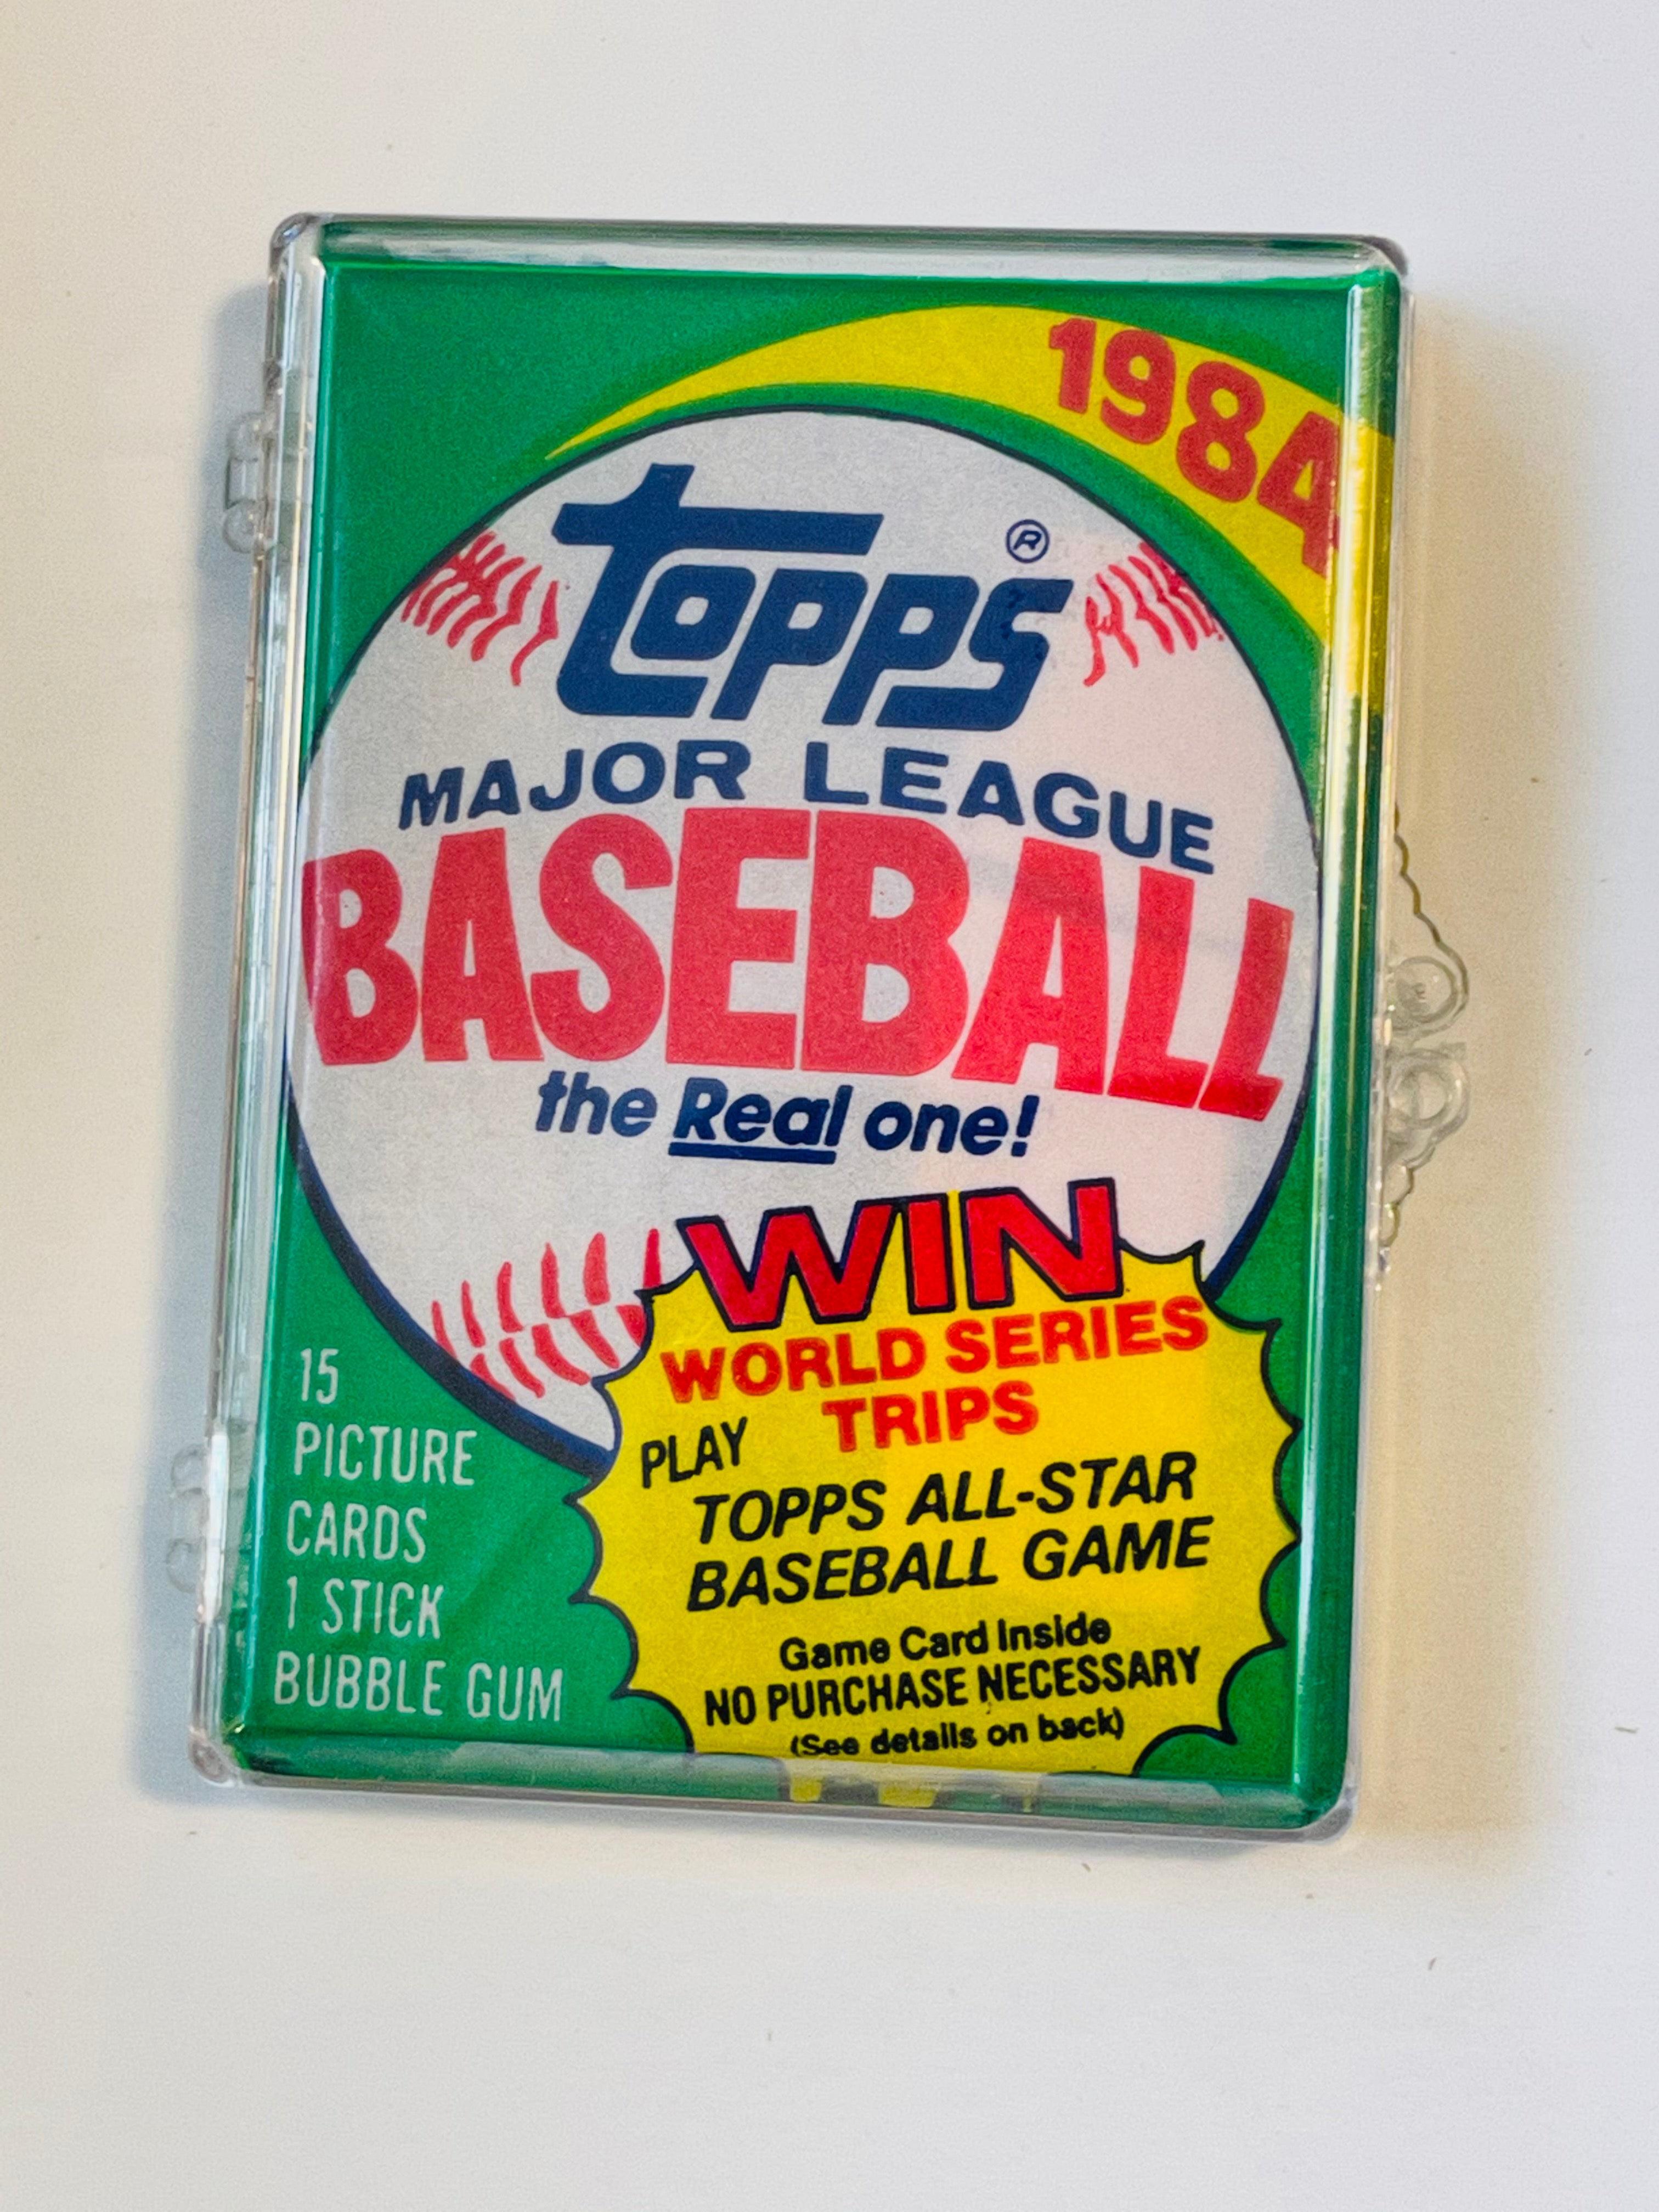 1984
topps ®
MAJOR LEAGUE
BASEBALL
the Real one!
WIN
WORLD SERIES
TRIPS
PLAY
TOPPS ALL-STAR
BASEBALL GAME
Game Card Inside
NO PURCHASE NECESSARY
(See details on back)
15
PICTURE
CARDS
1 STICK
BUBBLE GUM